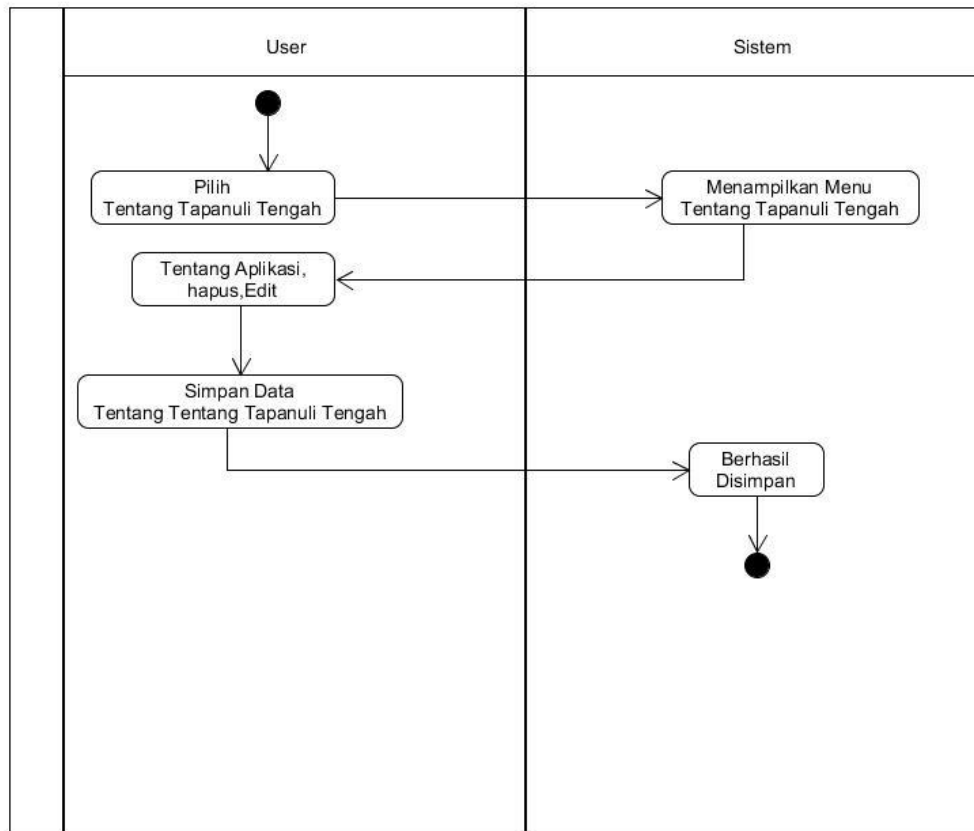 User
Sistem
Pilih
Tentang Tapanuli Tengah
Menampilkan Menu
Tentang Tapanuli Tengah
Tentang Aplikasi,
hapus,Edit
Simpan Data
Tentang Tentang Tapanuli Tengah
Berhasil
Disimpan